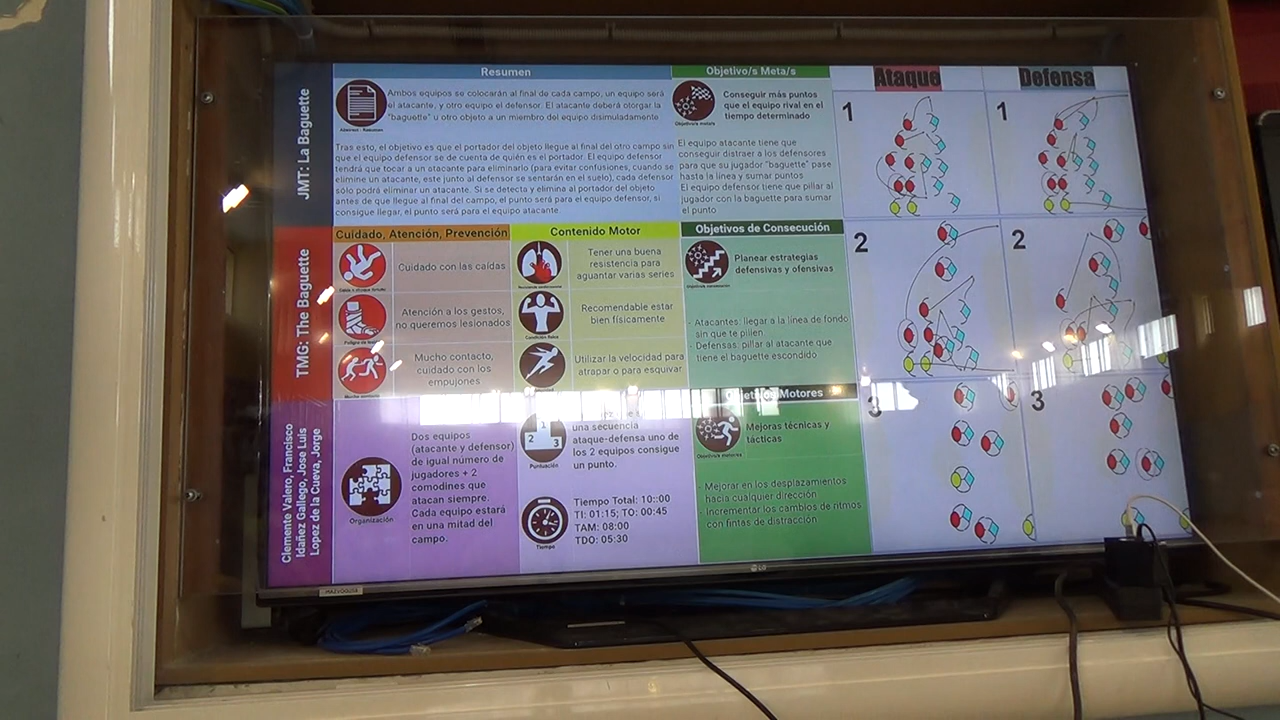 JMT: La Baguette
Resumen
Abstract - Resumen
Ambos equipos se colocarán al final de cada campo, un equipo será
el atacante, y otro equipo el defensor. El atacante deberá otorgar la
"baguette" u otro objeto a un miembro del equipo disimuladamente
Tras esto, el objetivo es que el portador del objeto llegue al final del otro campo sin
que el equipo defensor se de cuenta de quién es el portador. El equipo defensor
tendrá que tocar a un atacante para eliminarlo (para evitar confusiones, cuando se
elimine un atacante, este junto al defensor se sentarán en el suelo), cada defensor
sólo podrá eliminar un atacante. Si se detecta y elimina al portador del objeto
antes de que llegue al final del campo, el punto será para el equipo defensor, si
consigue llegar, el punto será para el equipo atacante.
Objetivo/s Meta/s
Objetivo/s meta/s
Conseguir más puntos
que el equipo rival en el
tiempo determinado
El equipo atacante tiene que
conseguir distraer a los defensores
para que su jugador "baguette" pase
hasta la línea y sumar puntos
El equipo defensor tiene que pillar al
jugador con la baguette para sumar
el punto
Ataque
Defensa
1
1
2
2
3
3
TMG: The Baguette
Cuidado, Atención, Prevención
Cuidado con las caídas
Atención a los gestos,
no queremos lesionados
Mucho contacto,
cuidado con los
empujones
Contenido Motor
Tener una buena
resistencia para
aguantar varias series
Condición física
Recomendable estar
bien físicamente
Utilizar la velocidad para
atrapar o para esquivar
Objetivos de Consecución
Planear estrategias
defensivas y ofensivas
- Atacantes: llegar a la línea de fondo
sin que te pillen
- Defensas: pillar al atacante que
tiene el baguette escondido
Clemente Valero, Francisco
Idañez Gallego, Jose Luis
Lopez de la Cueva, Jorge
Organización
Dos equipos
(atacante y defensor)
de igual número de
jugadores + 2
comodines que
atacan siempre.
Cada equipo estará
en una mitad del
campo.
1
2
3
Puntuación
una secuencia
ataque-defensa uno de
los 2 equipos consigue
un punto.
Tiempo
Tiempo Total: 10::00
TI: 01:15; TO: 00:45
TAM: 08:00
TDO: 05:30
Objetivos Motores
Objetivo/s motor/es
Mejoras técnicas y
tácticas
- Mejorar en los desplazamientos
hacia cualquier dirección
- Incrementar los cambios de ritmos
con fintas de distracción
LG